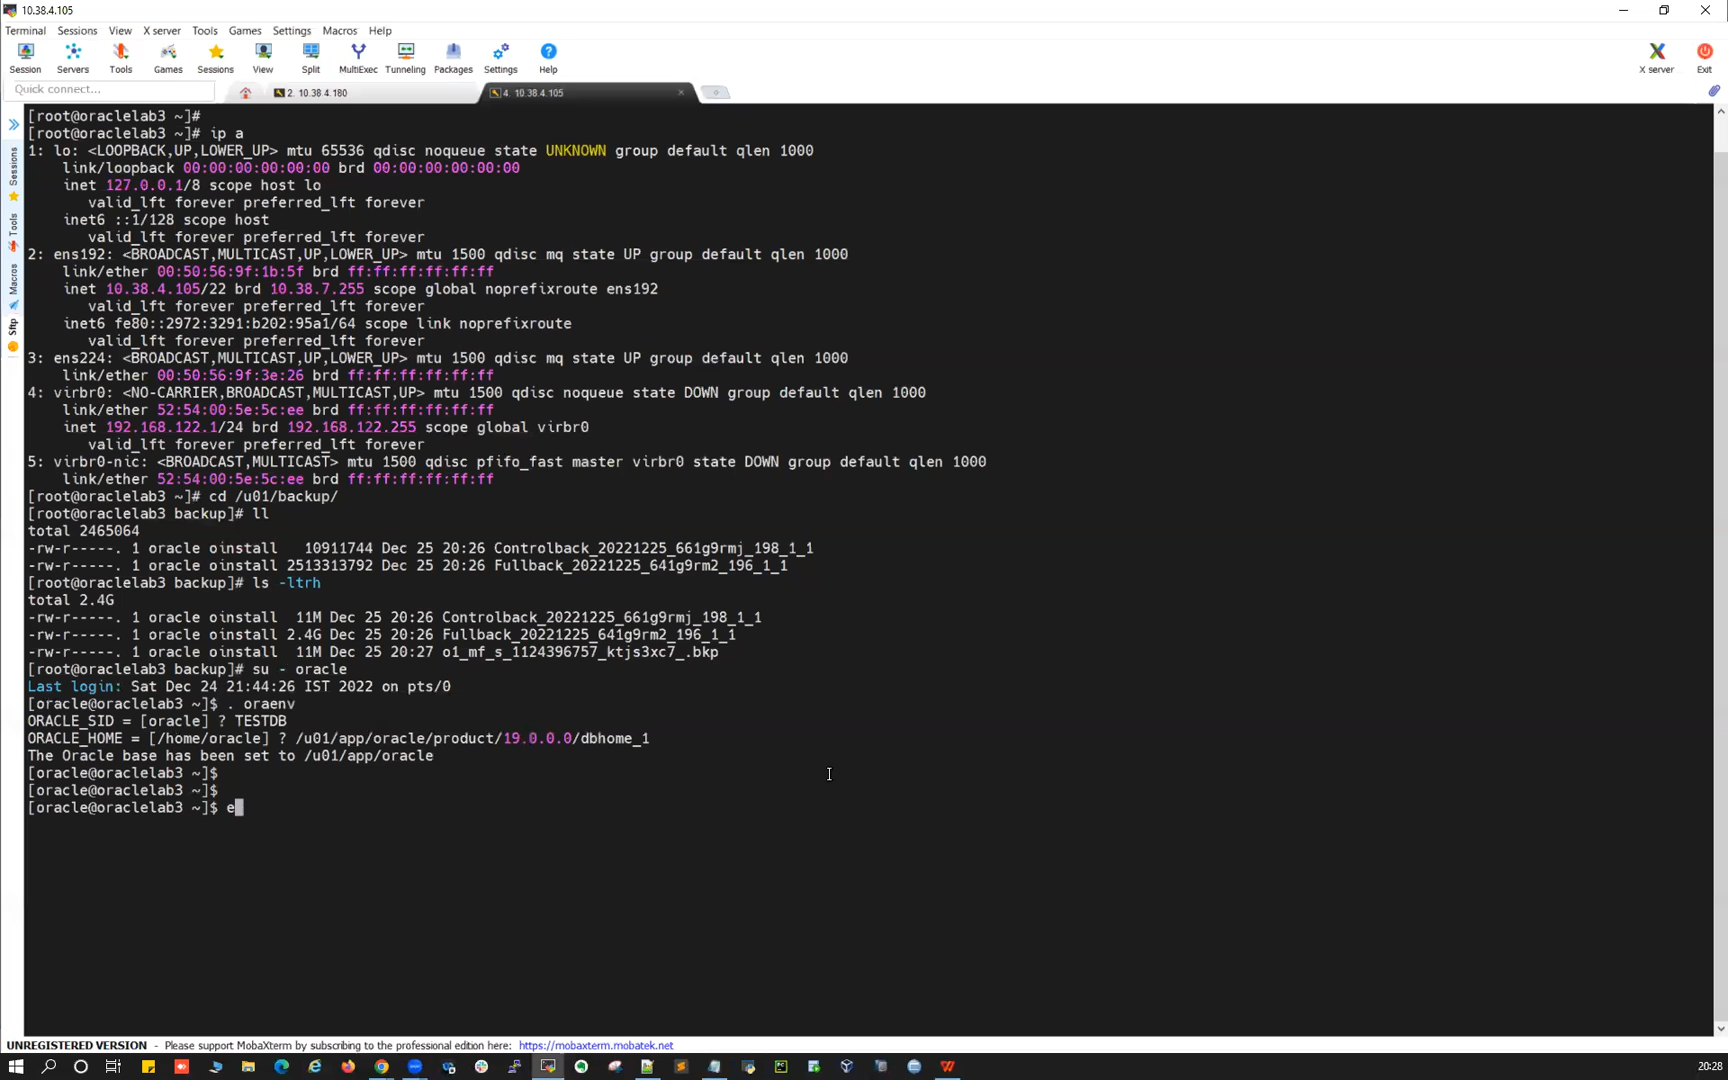 10.38.4.105
Terminal Sessions View X server Tools Games Settings Macros Help
Session Servers Tools Games Sessions View Split MultiExec Tunneling Packages Settings Help X server Exit
Quick connect... 2. 10.38.4.180 4. 10.38.4.105
Sessions
Tools
Macros
Sftp
[root@oraclelab3 ~]#
[root@oraclelab3 ~]# ip a
1: lo: <LOOPBACK,UP,LOWER_UP> mtu 65536 qdisc noqueue state UNKNOWN group default qlen 1000
link/loopback 00:00:00:00:00:00 brd 00:00:00:00:00:00
inet 127.0.0.1/8 scope host lo
valid_lft forever preferred_lft forever
inet6 ::1/128 scope host
valid_lft forever preferred_lft forever
2: ens192: <BROADCAST,MULTICAST,UP,LOWER_UP> mtu 1500 qdisc mq state UP group default qlen 1000
link/ether 00:50:56:9f:1b:5f brd ff:ff:ff:ff:ff:ff
inet 10.38.4.105/22 brd 10.38.7.255 scope global noprefixroute ens192
valid_lft forever preferred_lft forever
inet6 fe80::2972:3291:b202:95a1/64 scope link noprefixroute
valid_lft forever preferred_lft forever
3: ens224: <BROADCAST,MULTICAST,UP,LOWER_UP> mtu 1500 qdisc mq state UP group default qlen 1000
link/ether 00:50:56:9f:3e:26 brd ff:ff:ff:ff:ff:ff
4: virbr0: <NO-CARRIER,BROADCAST,MULTICAST,UP> mtu 1500 qdisc noqueue state DOWN group default qlen 1000
link/ether 52:54:00:5e:5c:ee brd ff:ff:ff:ff:ff:ff
inet 192.168.122.1/24 brd 192.168.122.255 scope global virbr0
valid_lft forever preferred_lft forever
5: virbr0-nic: <BROADCAST,MULTICAST> mtu 1500 qdisc pfifo_fast master virbr0 state DOWN group default qlen 1000
link/ether 52:54:00:5e:5c:ee brd ff:ff:ff:ff:ff:ff
[root@oraclelab3 ~]# cd /u01/backup/
[root@oraclelab3 backup]# ll
total 2465064
-rw-r-----. 1 oracle oinstall 10911744 Dec 25 20:26 Controlback_20221225_661g9rmj_198_1_1
-rw-r-----. 1 oracle oinstall 2513313792 Dec 25 20:26 Fullback_20221225_641g9rm2_196_1_1
[root@oraclelab3 backup]# ls -ltrh
total 2.4G
-rw-r-----. 1 oracle oinstall 11M Dec 25 20:26 Controlback_20221225_661g9rmj_198_1_1
-rw-r-----. 1 oracle oinstall 2.4G Dec 25 20:26 Fullback_20221225_641g9rm2_196_1_1
-rw-r-----. 1 oracle oinstall 11M Dec 25 20:27 o1_mf_s_1124396757_ktjs3xc7_.bkp
[root@oraclelab3 backup]# su - oracle
Last login: Sat Dec 24 21:44:26 IST 2022 on pts/0
[oracle@oraclelab3 ~]$ . oraenv
ORACLE_SID = [oracle] ? TESTDB
ORACLE_HOME = [/home/oracle] ? /u01/app/oracle/product/19.0.0.0/dbhome_1
The Oracle base has been set to /u01/app/oracle
[oracle@oraclelab3 ~]$
[oracle@oraclelab3 ~]$
[oracle@oraclelab3 ~]$ e
UNREGISTERED VERSION - Please support MobaXterm by subscribing to the professional edition here: https://mobaxterm.mobatek.net
20:28